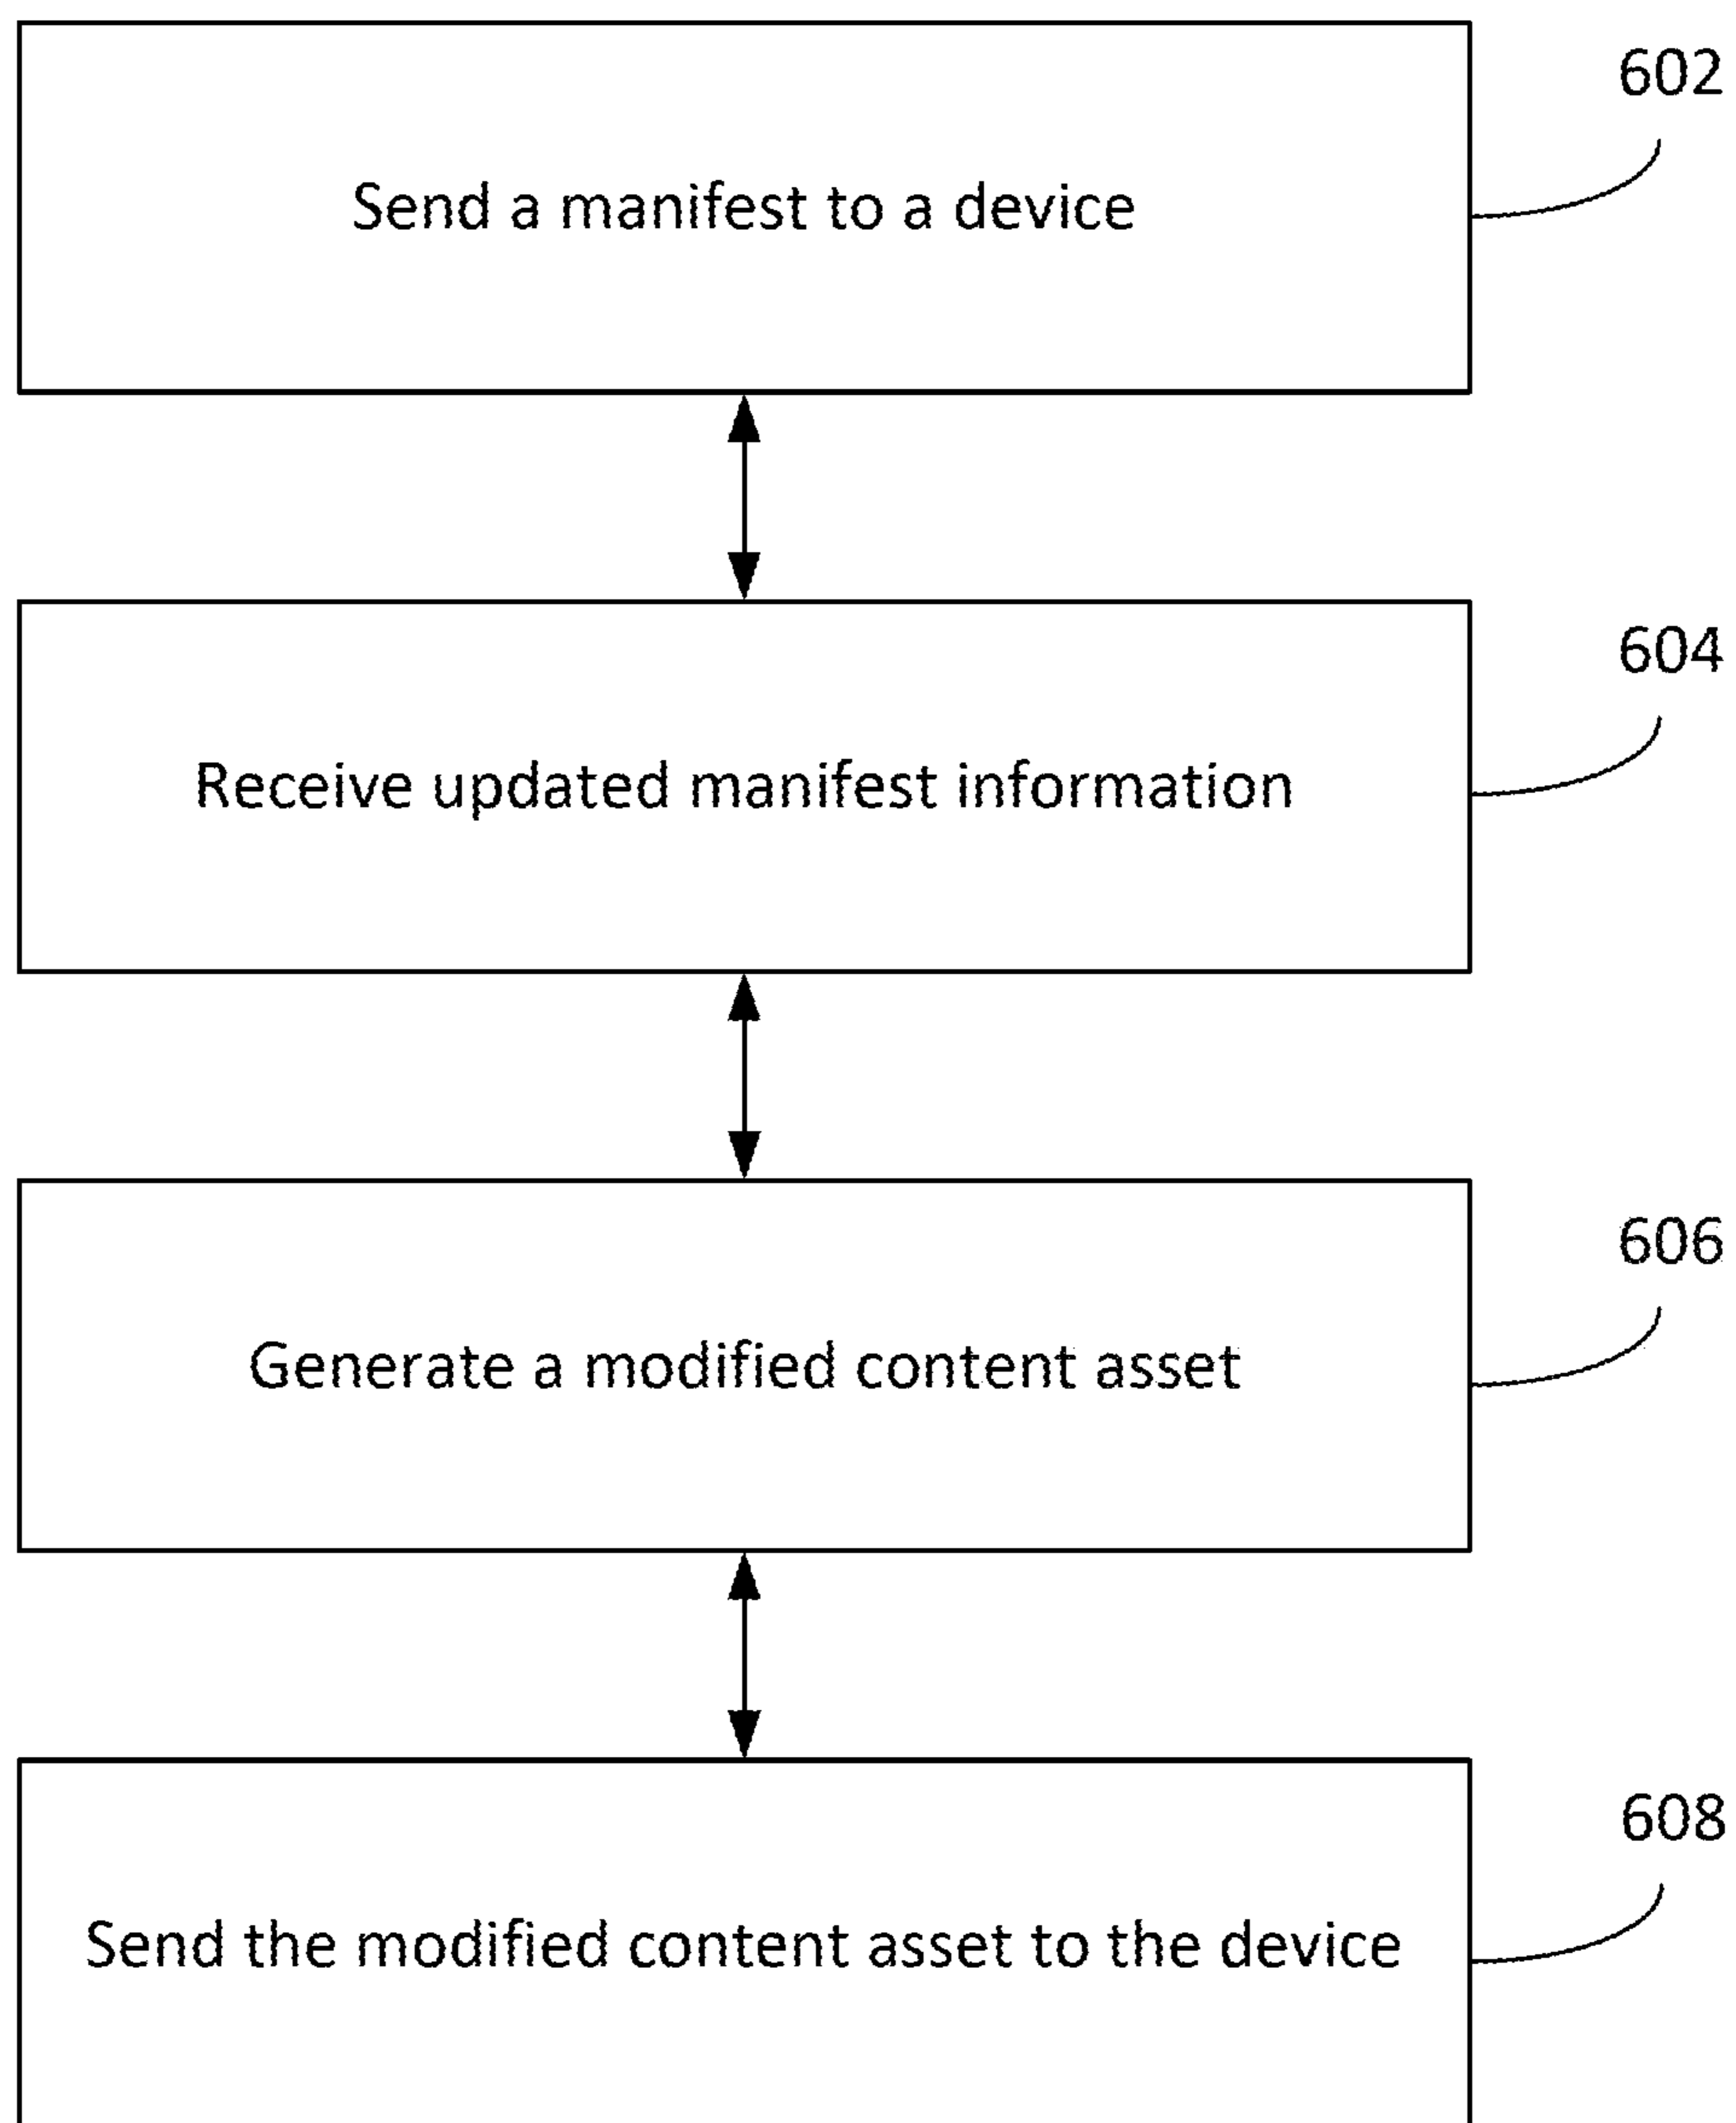 602
Send a manifest to a device
604
Receive updated manifest information
606
Generate a modified content asset
608
Send the modified content asset to the device